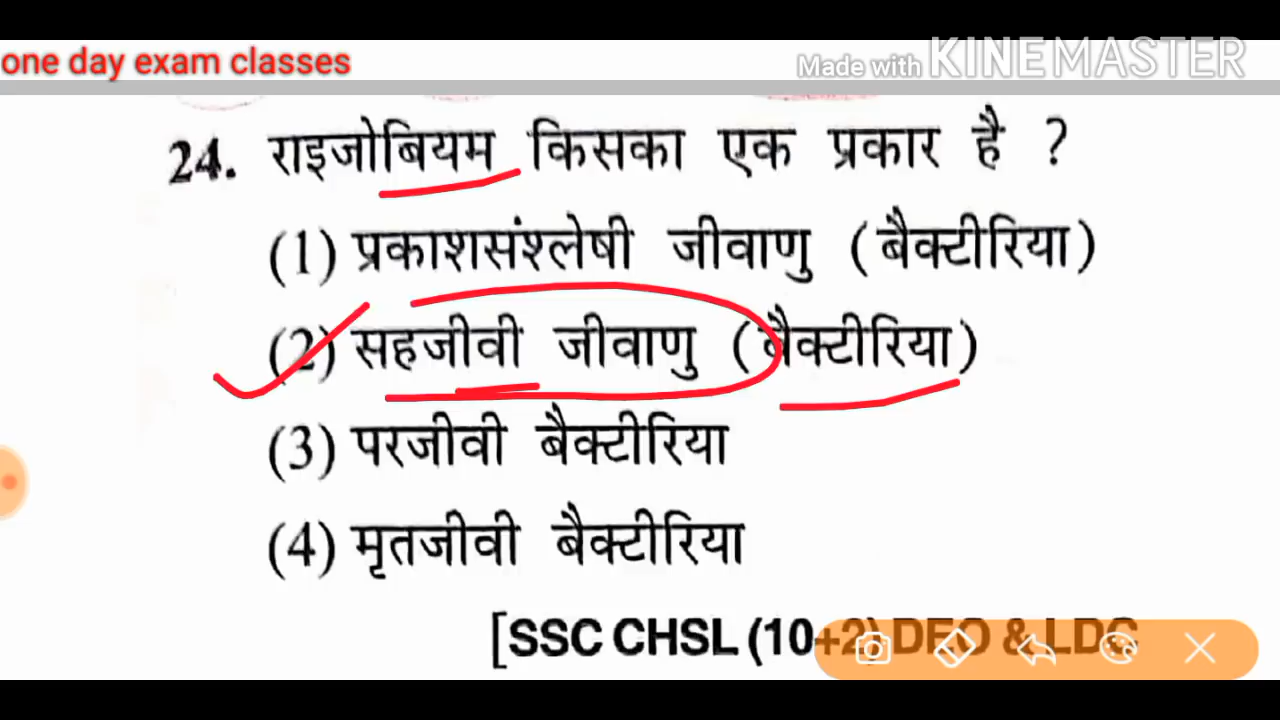 one day exam classes
Made with KINEMASTER
24. राइजोबियम किसका एक प्रकार है ?
(1) प्रकाशसंश्लेषी जीवाणु (बैक्टीरिया)
(2) सहजीवी जीवाणु (बैक्टीरिया)
(3) परजीवी बैक्टीरिया
(4) मृतजीवी बैक्टीरिया
[SSC CHSL (10+2) DEO & LDC